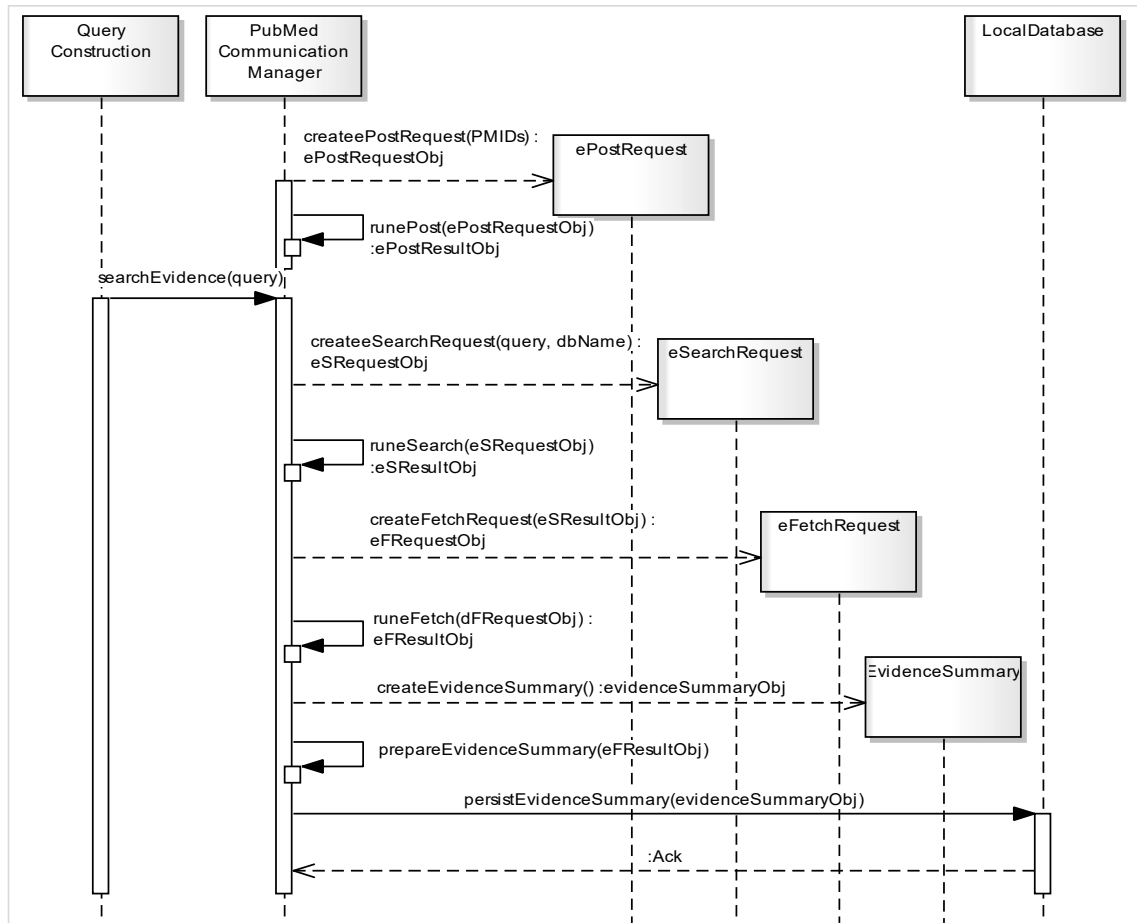 Query
Construction
PubMed
Communication
Manager
LocalDatabase
createePostRequest(PMIDs) :
ePostRequestObj
ePostRequest
runePost(ePostRequestObj)
:ePostResultObj
searchEvidence(query)
createeSearchRequest(query, dbName) :
eSRequestObj
eSearchRequest
runeSearch(eSRequestObj)
:eSResultObj
createFetchRequest(eSResultObj) :
eFRequestObj
eFetchRequest
runeFetch(dFRequestObj) :
eFResultObj
EvidenceSummary
createEvidenceSummary() :evidenceSummaryObj
prepareEvidenceSummary(eFResultObj)
persistEvidenceSummary(evidenceSummaryObj)
:Ack